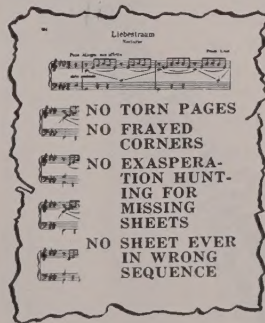 Liebestraum
Notturno
NO TORN PAGES
NO FRAYED
CORNERS
NO EXASPERA-
TION HUNT-
ING FOR
MISSING
SHEETS
NO SHEET EVER
IN WRONG
SEQUENCE